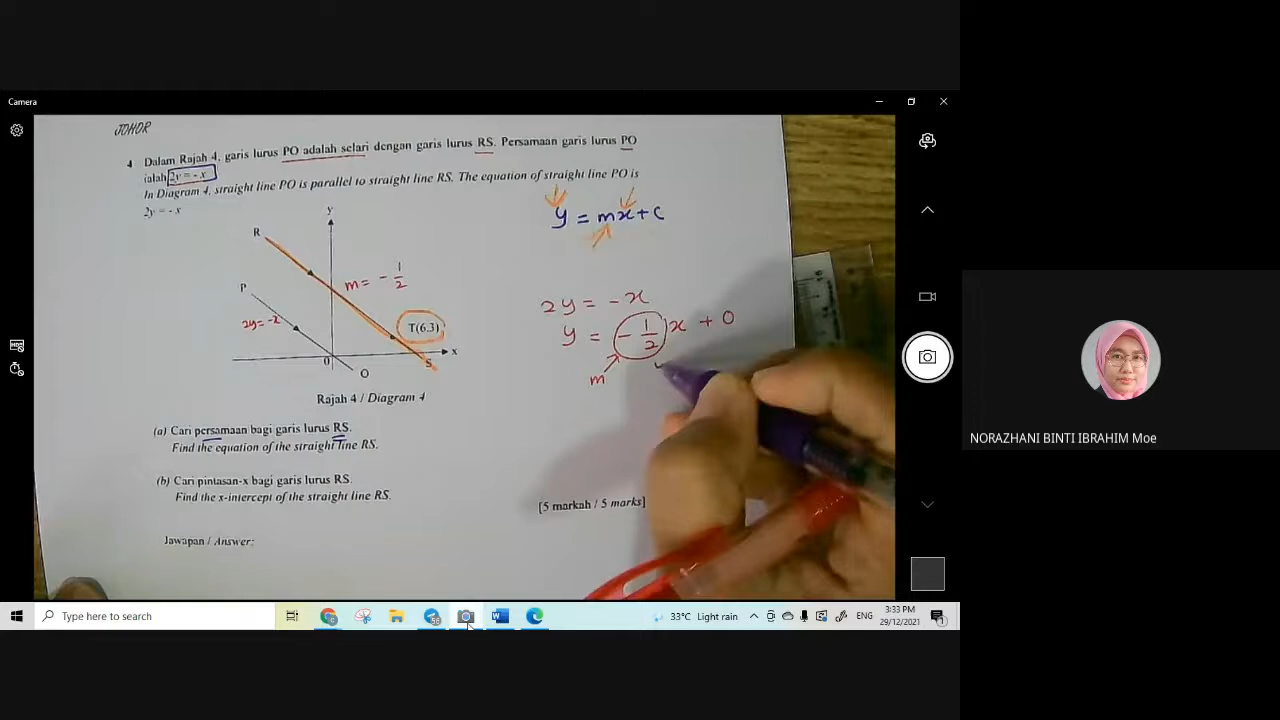 Camera
JOHOR
4 Dalam Rajah 4, garis lurus PO adalah selari dengan garis lurus RS. Persamaan garis lurus PO
ialah 2y = - x
In Diagram 4, straight line PO is parallel to straight line RS. The equation of straight line PO is
2y = - x
y = mx + c
y
R
m = - 1/2
P
2y = -x
T(6.3)
x
0
S
O
2y = -x
y = - 1/2 x + 0
m
Rajah 4 / Diagram 4
(a) Cari persamaan bagi garis lurus RS.
Find the equation of the straight line RS.
(b) Cari pintasan-x bagi garis lurus RS.
Find the x-intercept of the straight line RS.
[5 markah / 5 marks]
Jawapan / Answer:
NORAZHANI BINTI IBRAHIM Moe
Type here to search
33°C Light rain
ENG
3:33 PM
29/12/2021